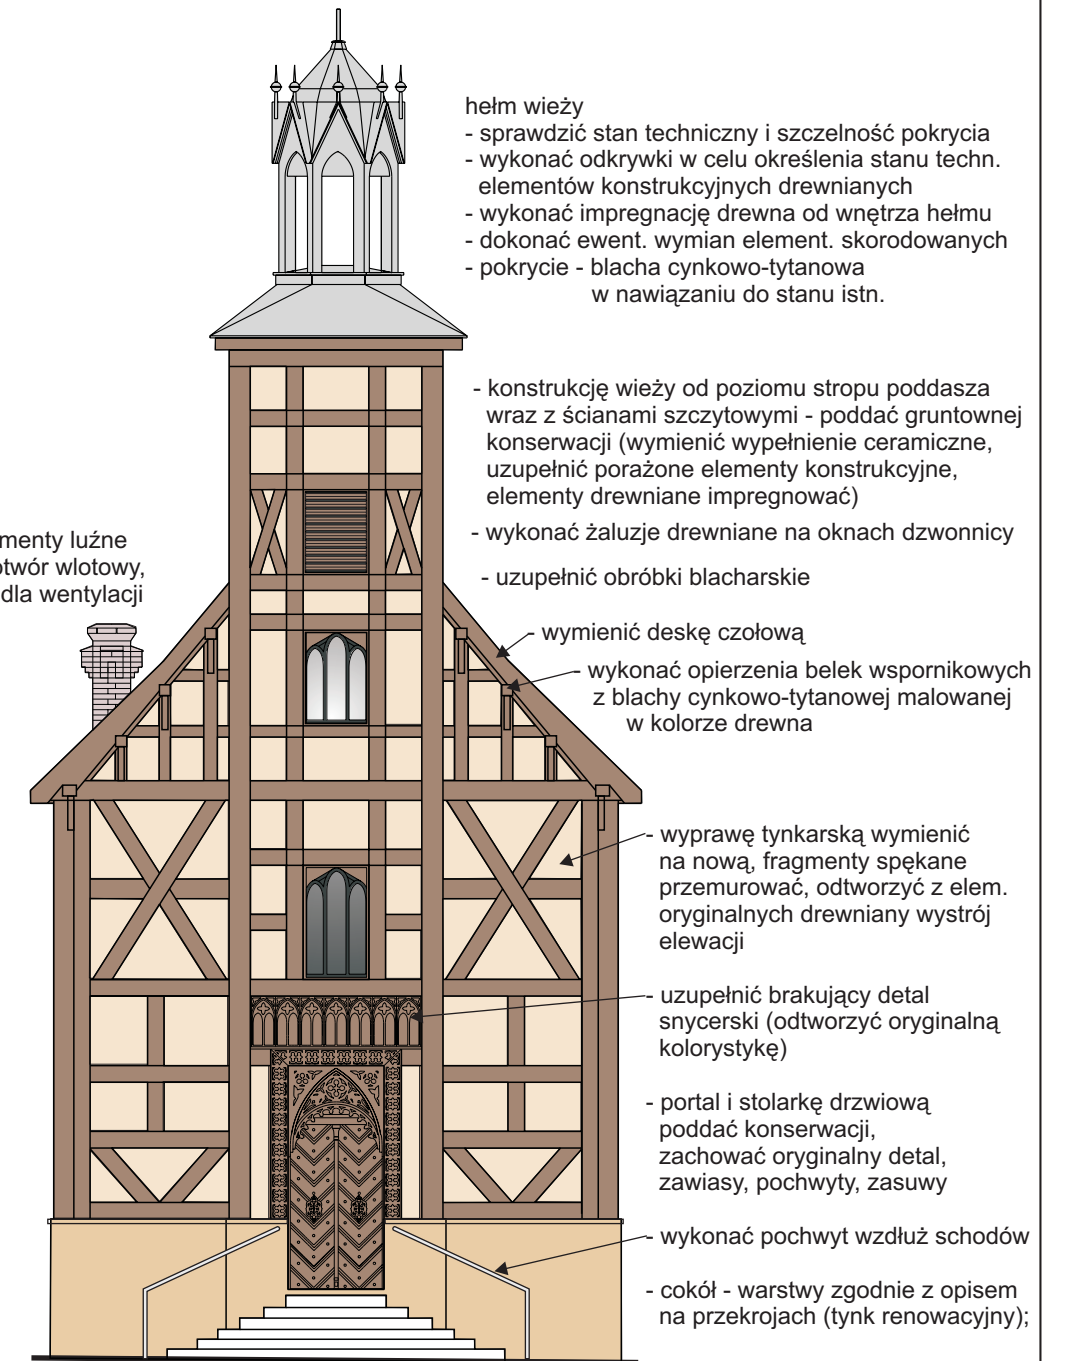 hełm wieży
- sprawdzić stan techniczny i szczelność pokrycia
- wykonać odkrywki w celu określenia stanu techn.
elementów konstrukcyjnych drewnianych
- wykonać impregnację drewna od wnętrza hełmu
- dokonać ewent. wymian element. skorodowanych
- pokrycie - blacha cynkowo-tytanowa
w nawiązaniu do stanu istn.
- konstrukcję wieży od poziomu stropu poddasza
wraz z ścianami szczytowymi - poddać gruntownej
konserwacji (wymienić wypełnienie ceramiczne,
uzupełnić porażone elementy konstrukcyjne,
elementy drewniane impregnować)
- wykonać żaluzje drewniane na oknach dzwonnicy
- uzupełnić obróbki blacharskie
menty luźne
otwór wlotowy,
dla wentylacji
- wymienić deskę czołową
- wykonać opierzenia belek wspornikowych
z blachy cynkowo-tytanowej malowanej
w kolorze drewna
- wyprawę tynkarską wymienić
na nową, fragmenty spękane
przemurować, odtworzyć z elem.
oryginalnych drewniany wystrój
elewacji
- uzupełnić brakujący detal
snycerski (odtworzyć oryginalną
kolorystykę)
- portal i stolarkę drzwiową
poddać konserwacji,
zachować oryginalny detal,
zawiasy, pochwyty, zasuwy
- wykonać pochwyt wzdłuż schodów
- cokół - warstwy zgodnie z opisem
na przekrojach (tynk renowacyjny);